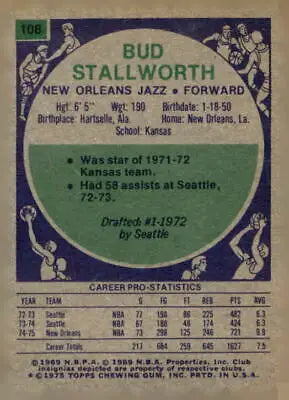 108
BUD
STALLWORTH
NEW ORLEANS JAZZ • FORWARD
Hgt: 6' 5" Wgt: 190 Birthdate: 1-18-50
Birthplace: Hartselle, Ala. Home: New Orleans, La.
School: Kansas
• Was star of 1971-72
Kansas team.
• Had 58 assists at Seattle,
72-73.
Drafted: #1-1972
by Seattle
CAREER PRO-STATISTICS
YEAR TEAM G FG FT REB PTS AVG
72-73 Seattle NBA 77 198 86 225 482 6.3
73-74 Seattle NBA 67 188 48 174 424 6.3
74-75 New Orleans NBA 73 298 125 246 721 9.9
Career Totals 217 684 259 645 1627 7.5
© 1969 N.B.P.A. © 1969 N.B.A. Properties, Inc. Club
insignias depicted are property of respective clubs.
© 1975 TOPPS CHEWING GUM, INC. PRTD. IN U.S.A.